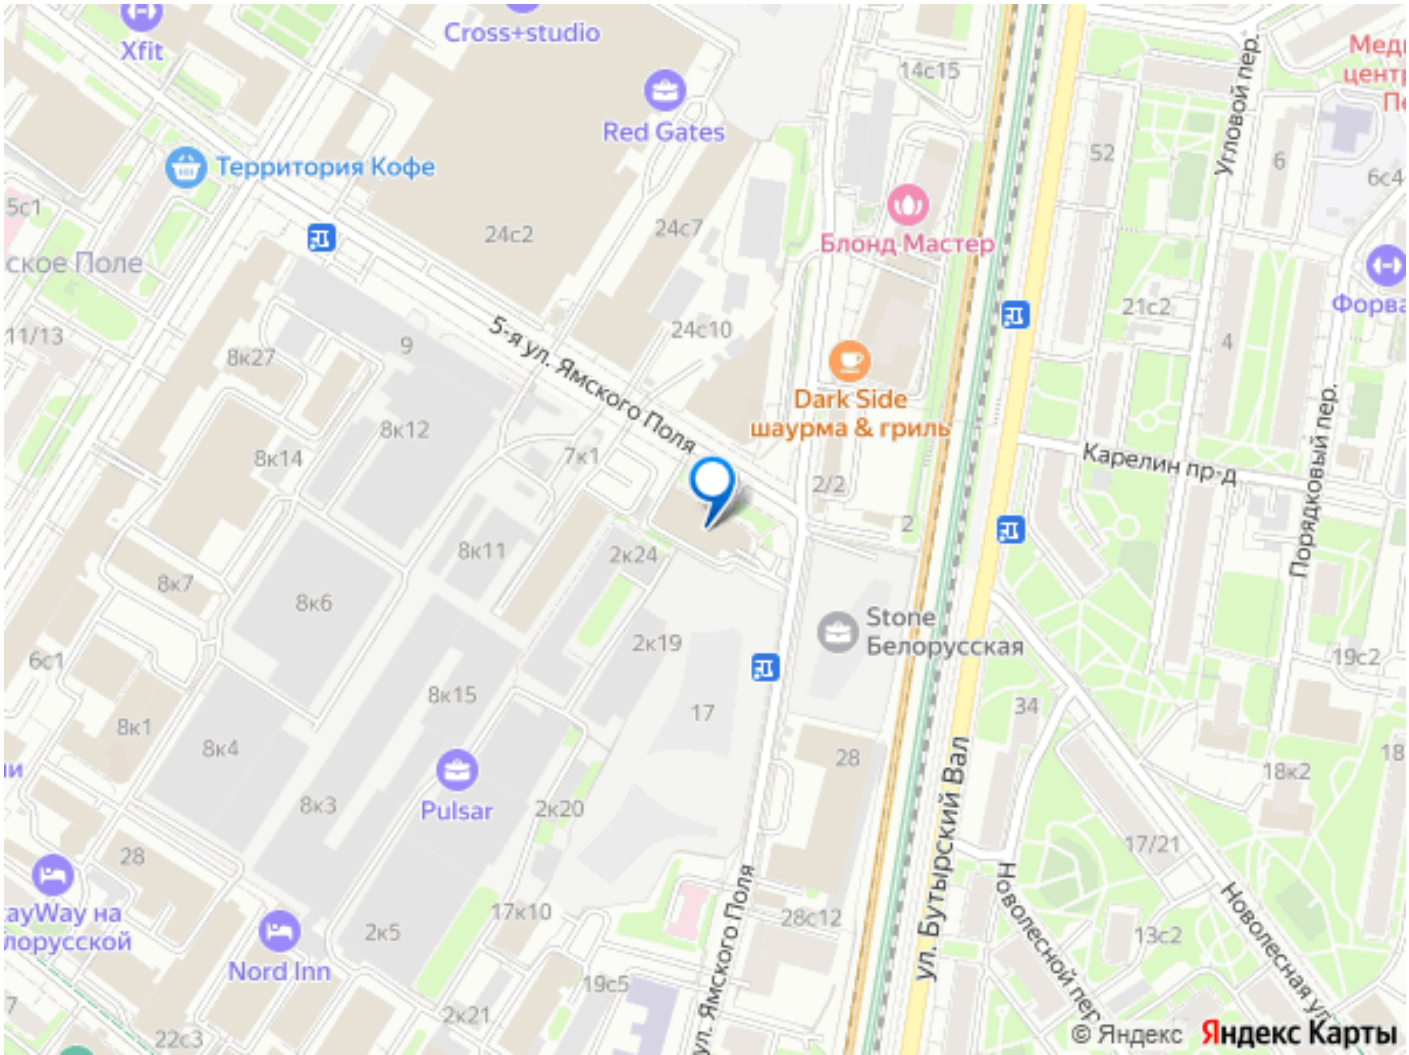 Cross+studio
Xfit
Red Gates
Территория Кофе
14с15
52
Угловой пер.
6
6с4
5с1
ское Поле
24с2
24с7
Блонд Мастер
21с2
Форва
11/13
9
8к27
5-я ул. Ямского Поля
24с10
4
Dark Side
шаурма & гриль
8к12
8к14
7к1
2/2
2
Карелин пр-д
Порядковый пер.
8к11
2к24
8к7
8к6
6с1
2к19
Stone
Белорусская
19с2
8к15
17
34
8к1
8к4
28
18к2
18
ул. Бутырский Вал
8к3
Pulsar
2к20
17/21
28
17к10
28с12
2к5
13с2
Новолесной пер.
Новолесная ул.
Nord Inn
19с5
ул. Ямского Поля
7
22с3
2к21
© Яндекс
Яндекс Карты